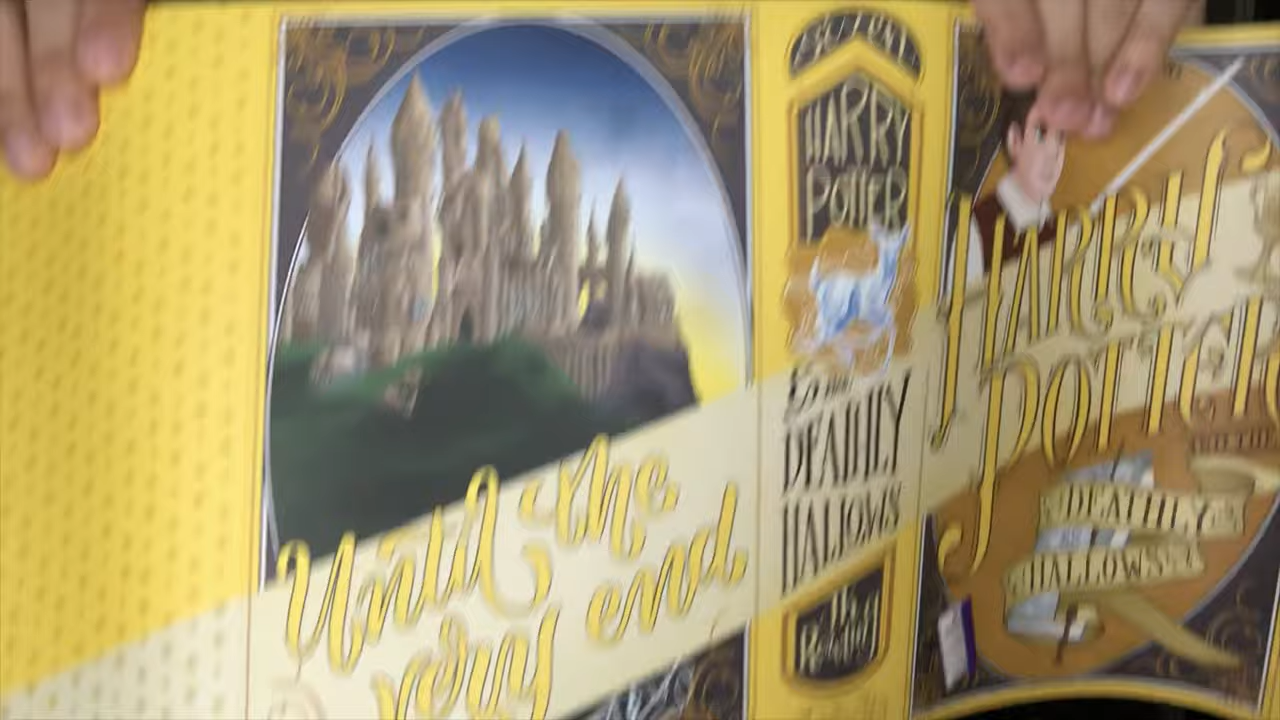 Until the
very end
HARRY
POTTER
DEATHLY
HALLOWS
HARRY
POTTER
DEATHLY
HALLOWS